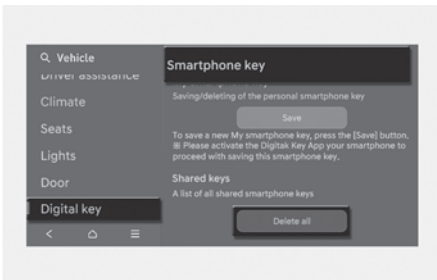 Vehicle
Driver assistance
Climate
Seats
Lights
Door
Digital key
Smartphone key
Saving/deleting of the personal smartphone key
Save
To save a new My smartphone key, press the [Save] button.
※ Please activate the Digitak Key App your smartphone to
proceed with saving this smartphone key.
Shared keys
A list of all shared smartphone keys
Delete all